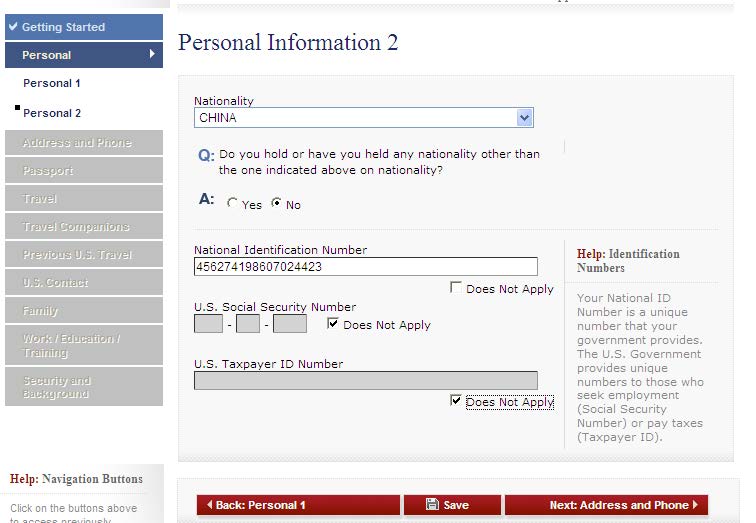 Getting Started
Personal
Personal 1
Personal 2
Address and Phone
Passport
Travel
Travel Companions
Previous U.S. Travel
U.S. Contact
Family
Work / Education /
Training
Security and
Background
Help: Navigation Buttons
Click on the buttons above
to access previously
Personal Information 2
Nationality
CHINA
Q: Do you hold or have you held any nationality other than
the one indicated above on nationality?
A: Yes No
National Identification Number
456274198607024423
Does Not Apply
U.S. Social Security Number
- - Does Not Apply
U.S. Taxpayer ID Number
Does Not Apply
Help: Identification
Numbers
Your National ID
Number is a unique
number that your
government provides.
The U.S. Government
provides unique
numbers to those who
seek employment
(Social Security
Number) or pay taxes
(Taxpayer ID).
Back: Personal 1
Save
Next: Address and Phone